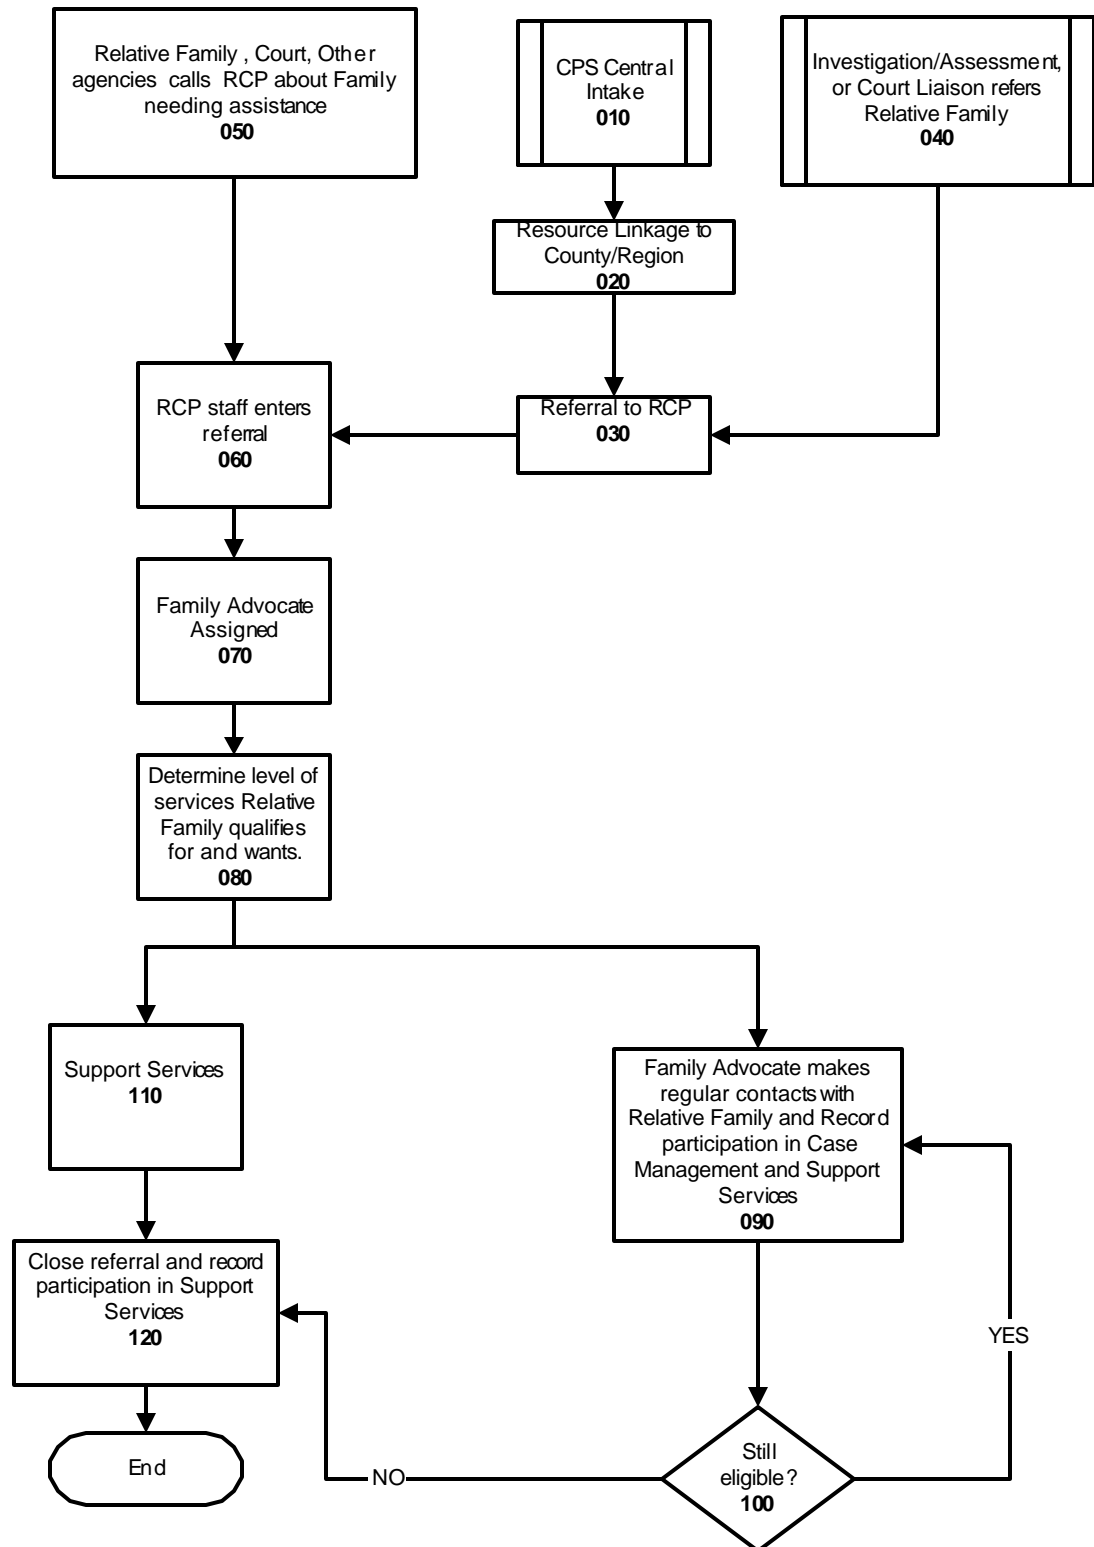 Relative Family , Court, Other
agencies calls RCP about Family
needing assistance
050
CPS Central
Intake
010
Investigation/Assessment,
or Court Liaison refers
Relative Family
040
Resource Linkage to
County/Region
020
RCP staff enters
referral
060
Referral to RCP
030
Family Advocate
Assigned
070
Determine level of
services Relative
Family qualifies
for and wants.
080
Support Services
110
Family Advocate makes
regular contacts with
Relative Family and Record
participation in Case
Management and Support
Services
090
Close referral and record
participation in Support
Services
120
YES
End
NO
Still
eligible?
100